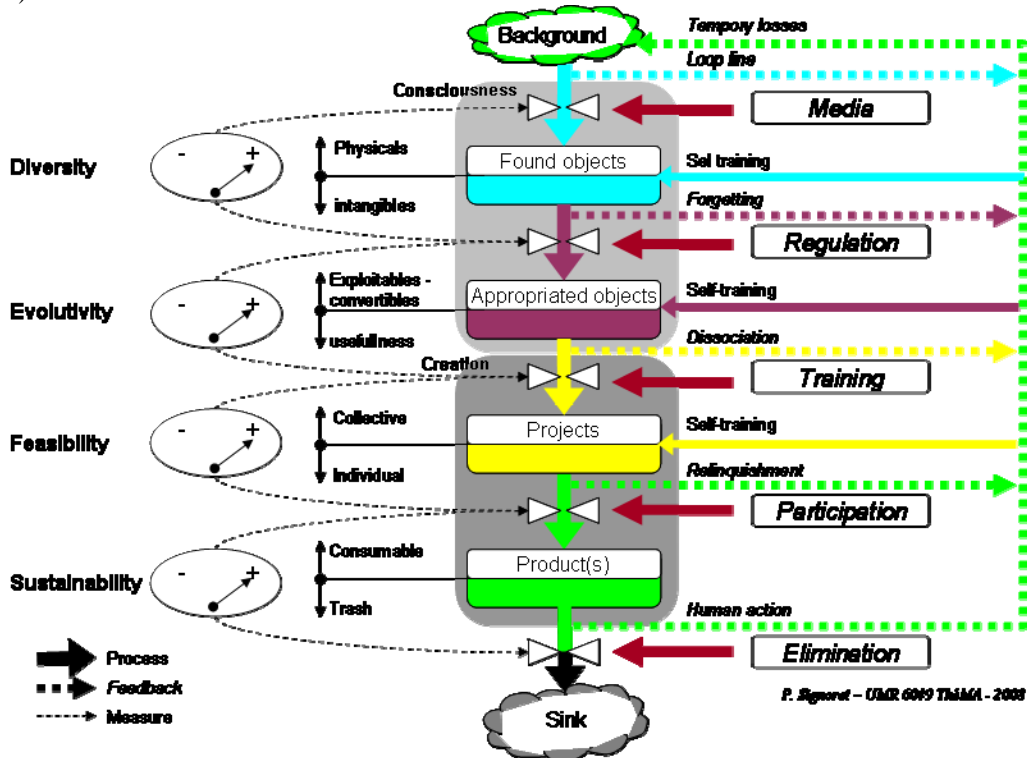 Background
Tempory losses
Loop line
Consciousness
Media
Diversity
- +
Physicals
intangibles
Found objects
Sel training
Forgetting
Regulation
Evolutivity
- +
Exploitables -
convertibles
usefullness
Appropriated objects
Self-training
Dissociation
Creation
Training
Feasibility
- +
Collective
Individual
Projects
Self-training
Relinquishment
Participation
Sustainability
- +
Consumable
Trash
Product(s)
Human action
Elimination
Process
Feedback
Measure
Sink
P. Signoret – UMR 6049 ThéMA - 2008